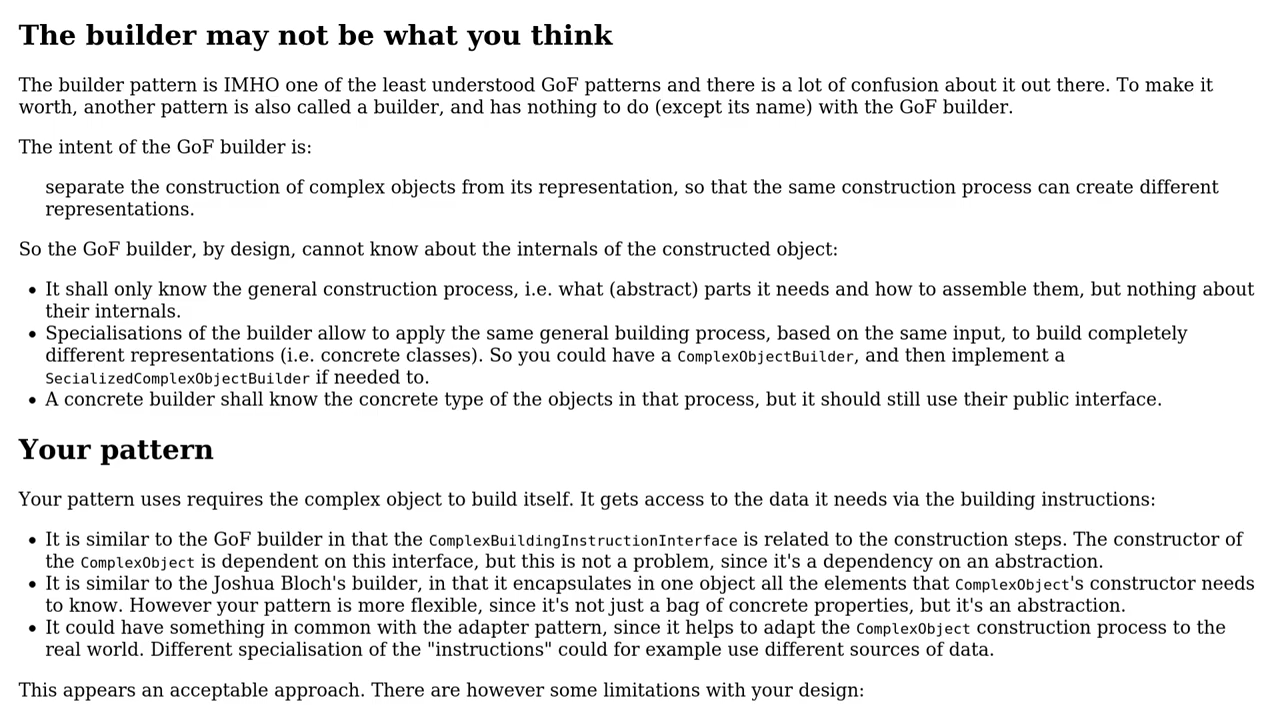 The builder may not be what you think
The builder pattern is IMHO one of the least understood GoF patterns and there is a lot of confusion about it out there. To make it
worth, another pattern is also called a builder, and has nothing to do (except its name) with the GoF builder.
The intent of the GoF builder is:
separate the construction of complex objects from its representation, so that the same construction process can create different
representations.
So the GoF builder, by design, cannot know about the internals of the constructed object:
• It shall only know the general construction process, i.e. what (abstract) parts it needs and how to assemble them, but nothing about
their internals.
• Specialisations of the builder allow to apply the same general building process, based on the same input, to build completely
different representations (i.e. concrete classes). So you could have a ComplexObjectBuilder, and then implement a
SecializedComplexObjectBuilder if needed to.
• A concrete builder shall know the concrete type of the objects in that process, but it should still use their public interface.
Your pattern
Your pattern uses requires the complex object to build itself. It gets access to the data it needs via the building instructions:
• It is similar to the GoF builder in that the ComplexBuildingInstructionInterface is related to the construction steps. The constructor of
the ComplexObject is dependent on this interface, but this is not a problem, since it's a dependency on an abstraction.
• It is similar to the Joshua Bloch's builder, in that it encapsulates in one object all the elements that ComplexObject's constructor needs
to know. However your pattern is more flexible, since it's not just a bag of concrete properties, but it's an abstraction.
• It could have something in common with the adapter pattern, since it helps to adapt the ComplexObject construction process to the
real world. Different specialisation of the "instructions" could for example use different sources of data.
This appears an acceptable approach. There are however some limitations with your design: